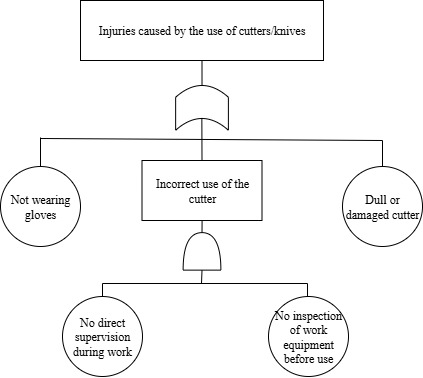 Injuries caused by the use of cutters/knives
Not wearing
gloves
Incorrect use of the
cutter
Dull or
damaged cutter
No direct
supervision
during work
No inspection
of work
equipment
before use